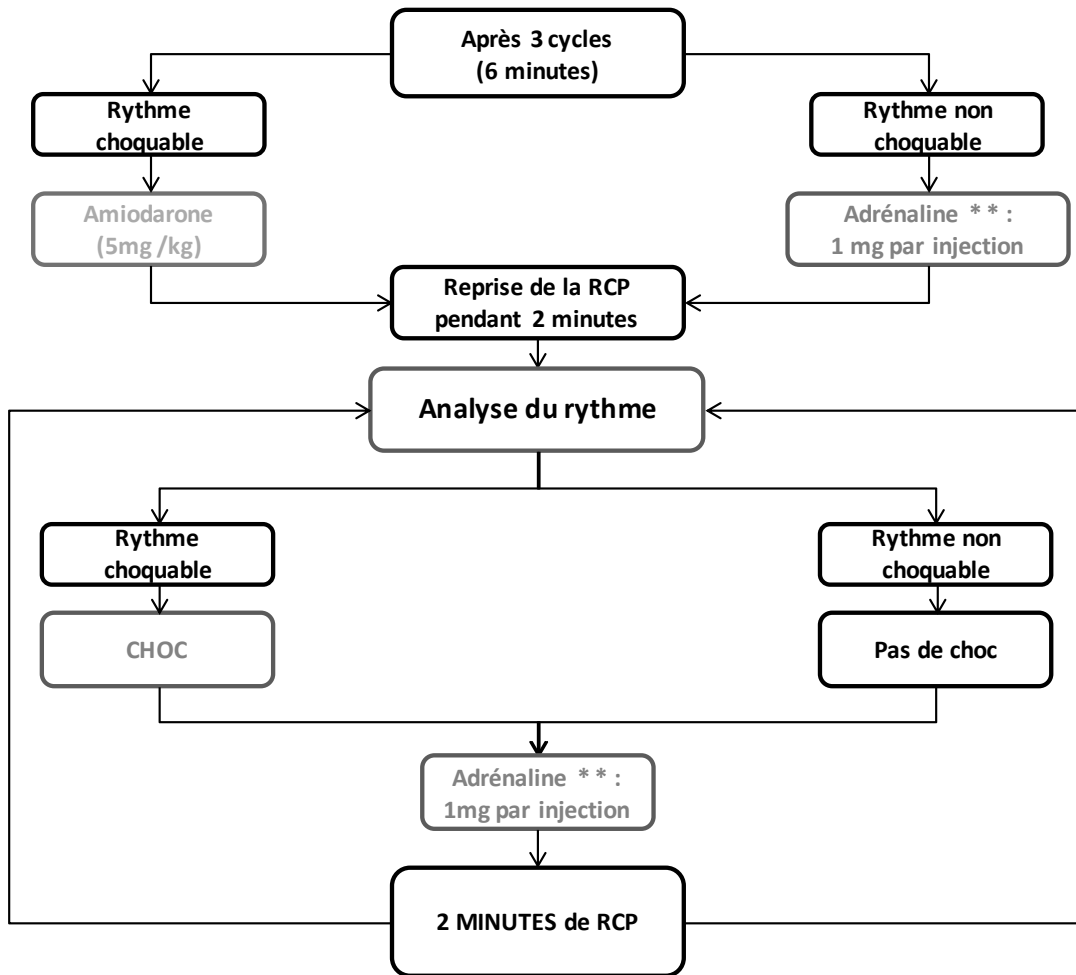 Après 3 cycles
(6 minutes)
Rythme
choquable
Rythme non
choquable
Amiodarone
(5mg /kg)
Adrénaline ** :
1 mg par injection
Reprise de la RCP
pendant 2 minutes
Analyse du rythme
Rythme
choquable
Rythme non
choquable
CHOC
Pas de choc
Adrénaline ** :
1mg par injection
2 MINUTES de RCP